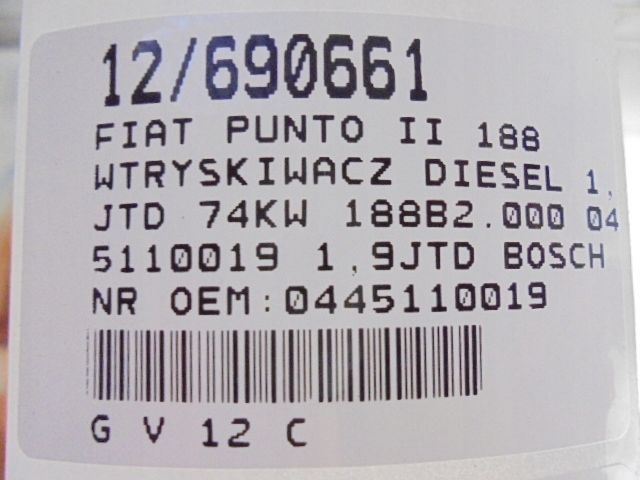 12/690661
FIAT PUNTO II 188
WTRYSKIWACZ DIESEL 1,
JTD 74KW 188B2.000 04
5110019 1,9JTD BOSCH
NR OEM:0445110019
G V 12 C